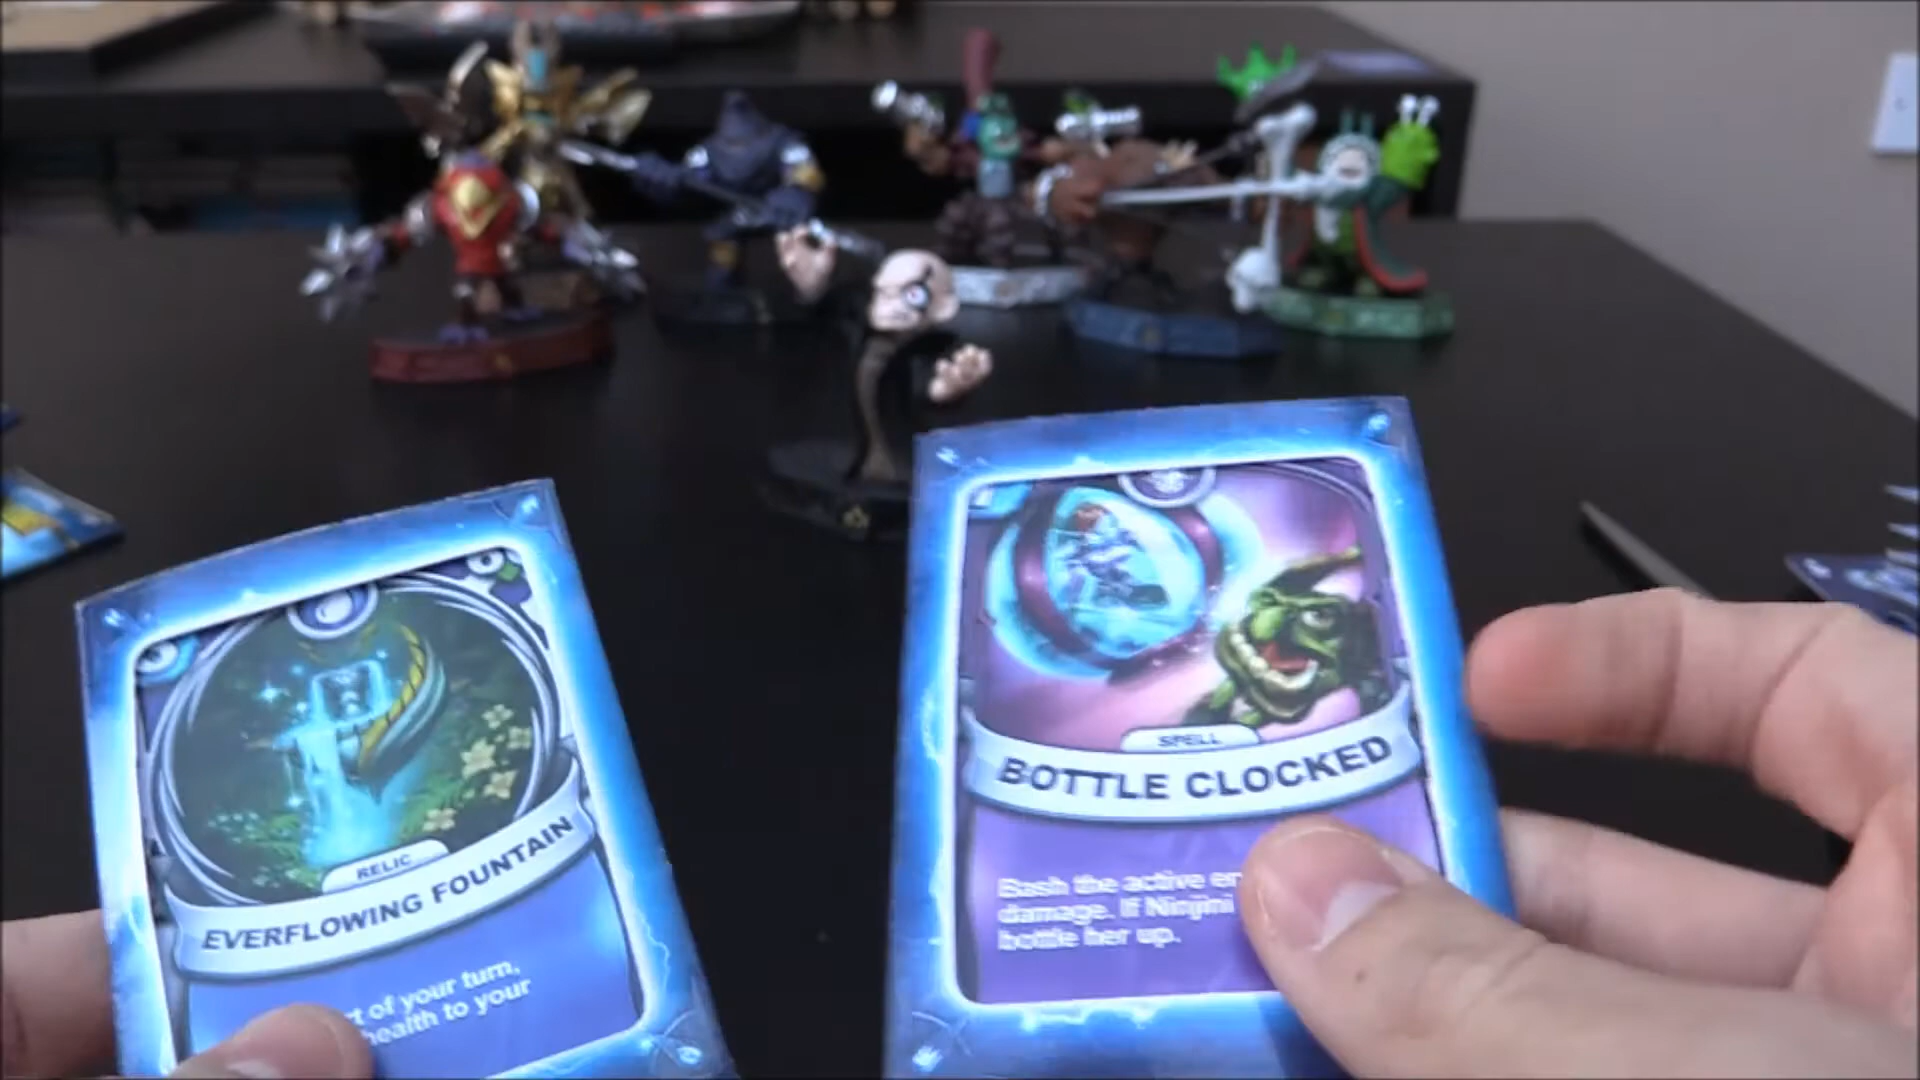 RELIC
EVERFLOWING FOUNTAIN
rt of your turn,
health to your
SPELL
BOTTLE CLOCKED
Bash the active en
damage. If Ninjini
bottle her up.